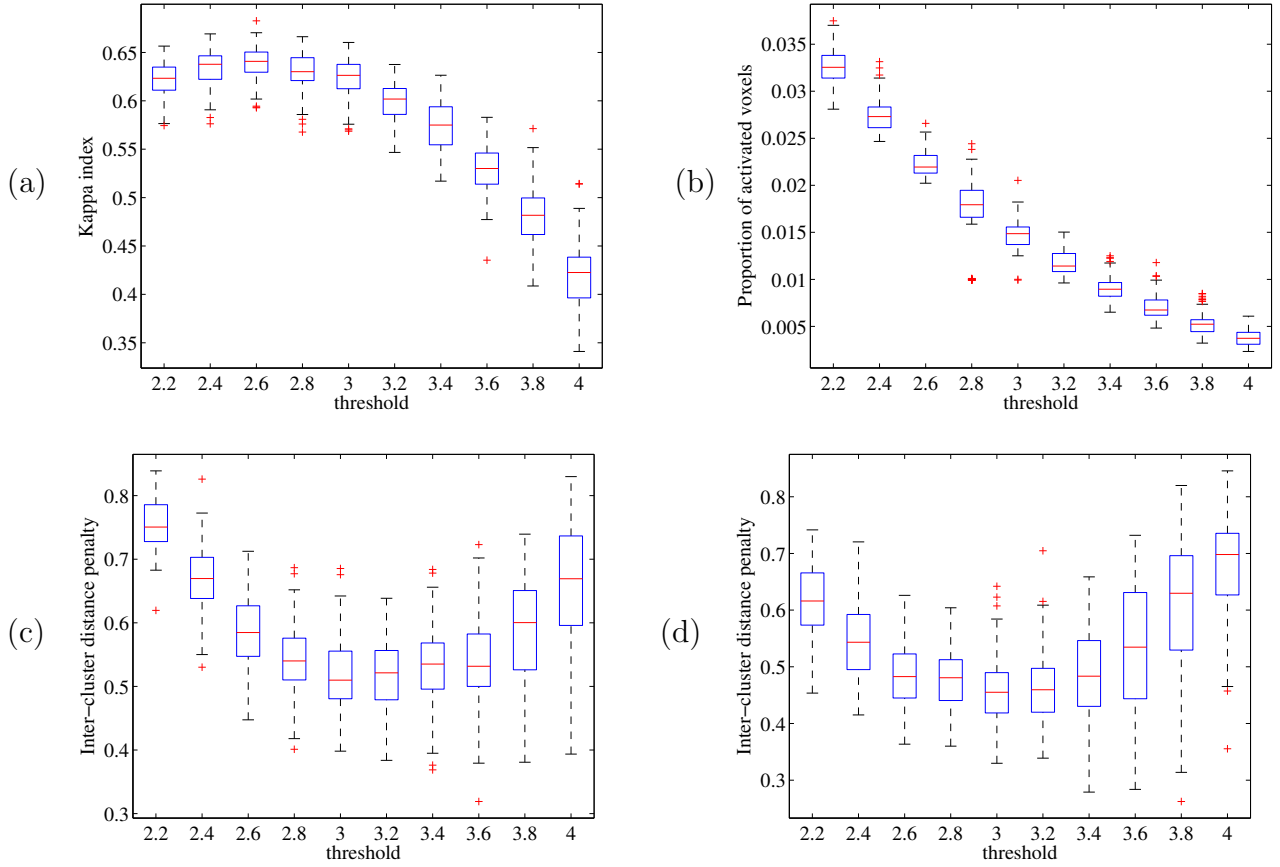 (a)
Kappa index
0.65
0.6
0.55
0.5
0.45
0.4
0.35
2.2 2.4 2.6 2.8 3 3.2 3.4 3.6 3.8 4
threshold
(b)
Proportion of activated voxels
0.035
0.03
0.025
0.02
0.015
0.01
0.005
2.2 2.4 2.6 2.8 3 3.2 3.4 3.6 3.8 4
threshold
(c)
Inter−cluster distance penalty
0.8
0.7
0.6
0.5
0.4
0.3
2.2 2.4 2.6 2.8 3 3.2 3.4 3.6 3.8 4
threshold
(d)
Inter−cluster distance penalty
0.8
0.7
0.6
0.5
0.4
0.3
2.2 2.4 2.6 2.8 3 3.2 3.4 3.6 3.8 4
threshold